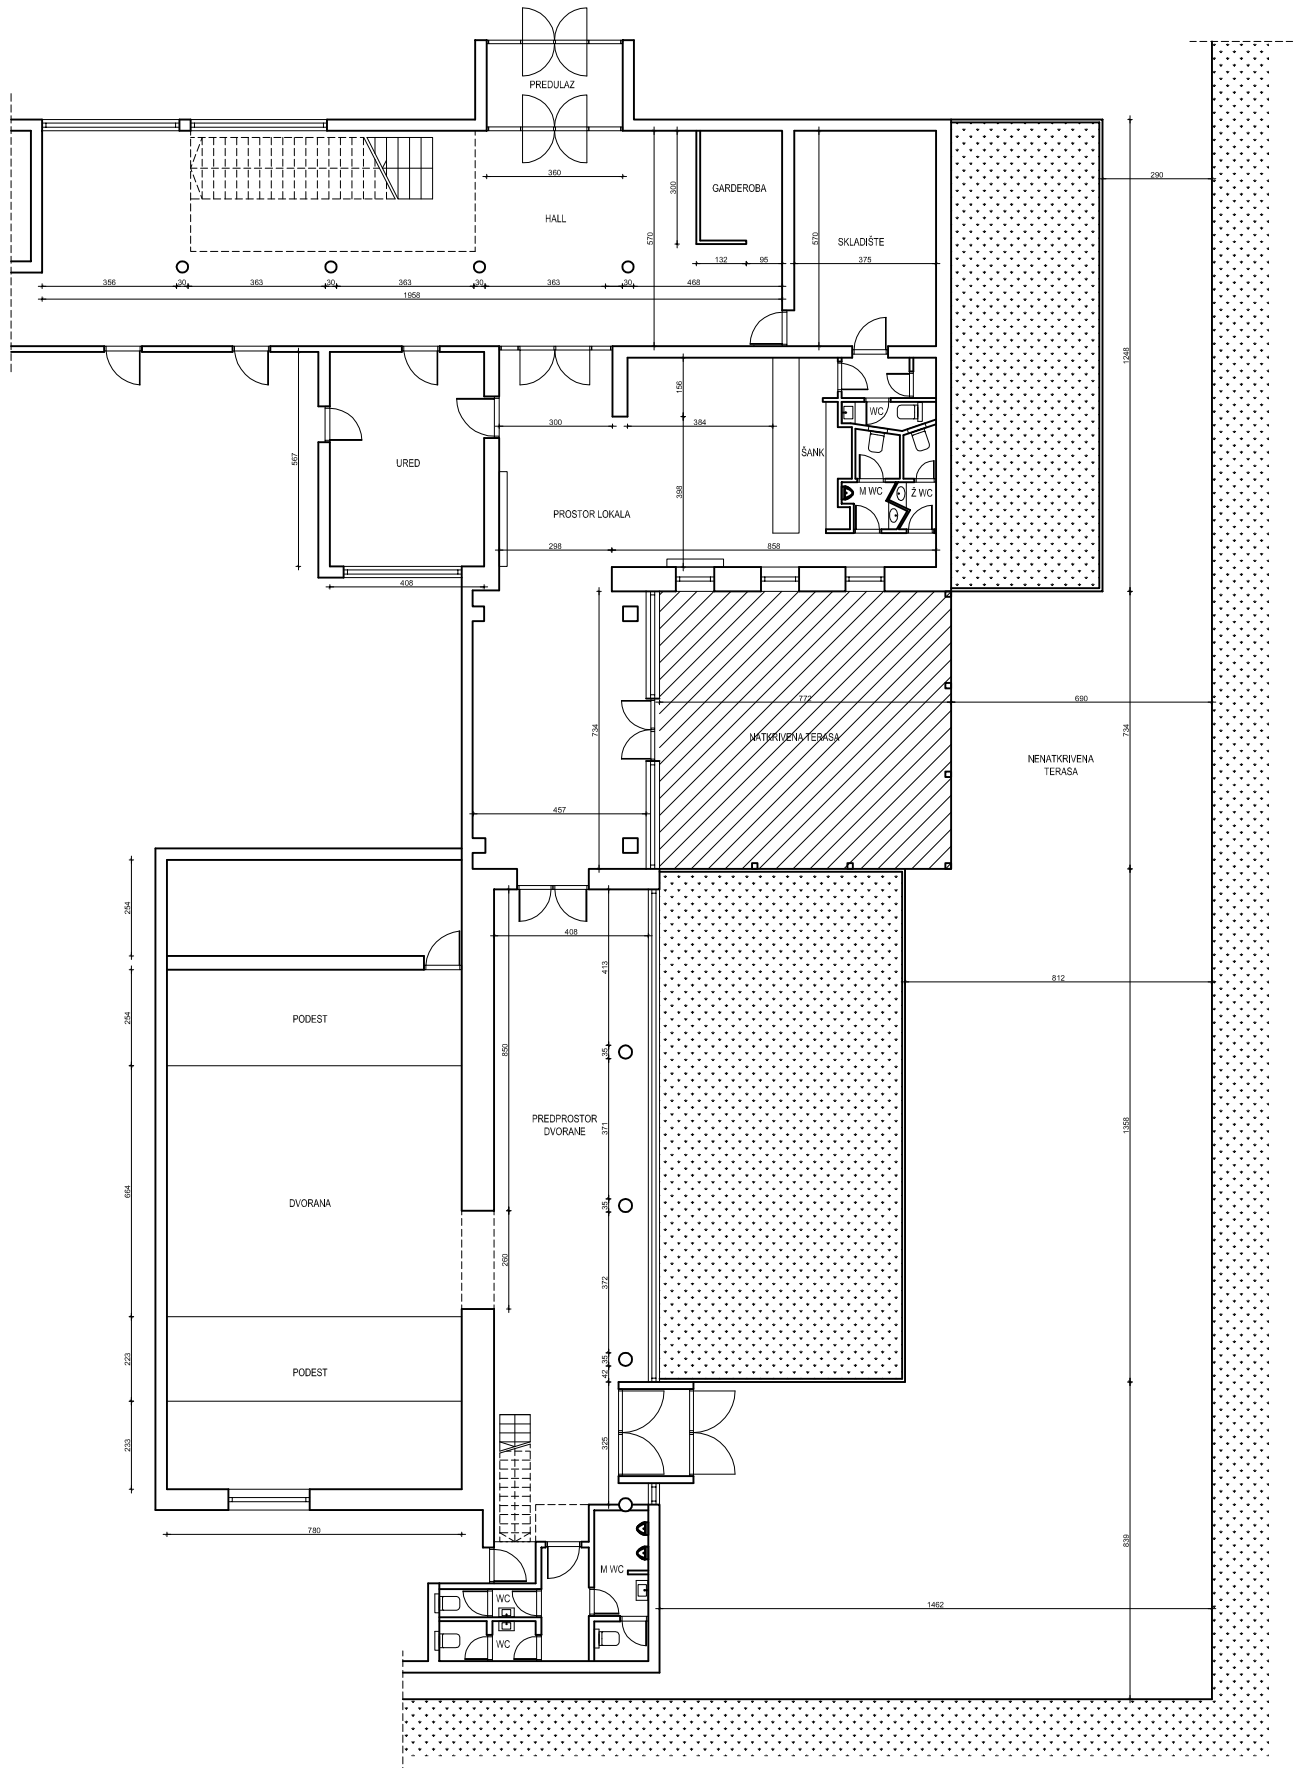 PREDULAZ
290
360
300
GARDEROBA
HALL
570
570
SKLADIŠTE
132
95
375
356
30
363
30
363
30
363
30
468
1958
1248
156
WC
300
384
567
URED
ŠANK
398
M WC
Ž WC
PROSTOR LOKALA
298
858
408
772
690
734
NATKRIVENA TERASA
734
NENATKRIVENA
TERASA
457
254
408
413
812
254
PODEST
850
35
PREDPROSTOR
DVORANE
371
1358
664
DVORANA
35
260
372
223
PODEST
35
42
233
325
780
839
M WC
WC
1462
WC